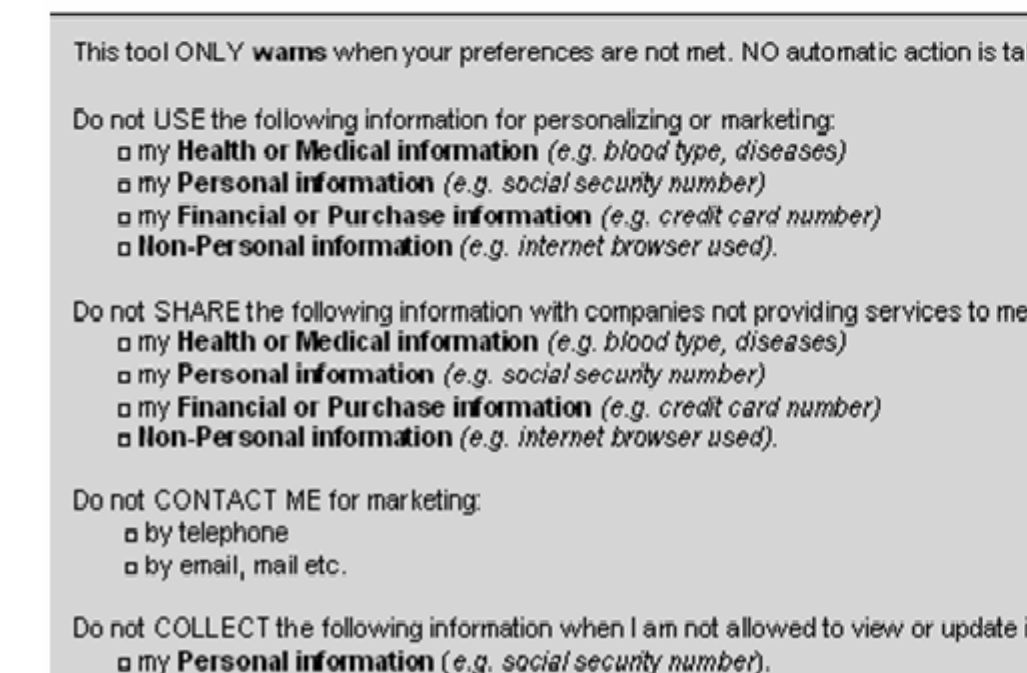 This tool ONLY warns when your preferences are not met. NO automatic action is ta
Do not USE the following information for personalizing or marketing:
my Health or Medical information (e.g. blood type, diseases)
my Personal information (e.g. social security number)
my Financial or Purchase information (e.g. credit card number)
Non-Personal information (e.g. internet browser used).
Do not SHARE the following information with companies not providing services to me
my Health or Medical information (e.g. blood type, diseases)
my Personal information (e.g. social security number)
my Financial or Purchase information (e.g. credit card number)
Non-Personal information (e.g. internet browser used).
Do not CONTACT ME for marketing:
by telephone
by email, mail etc.
Do not COLLECT the following information when I am not allowed to view or update i
my Personal information (e.g. social security number).